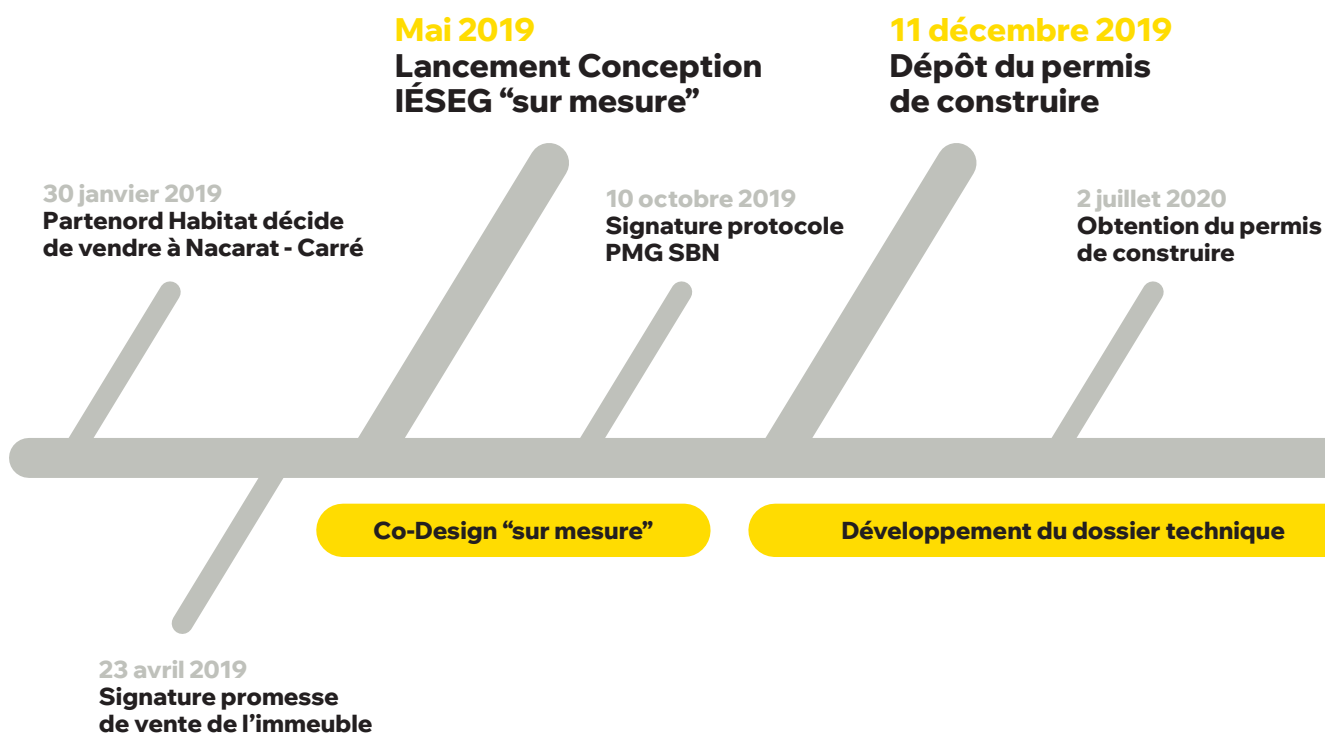 Mai 2019
Lancement Conception
IÉSEG “sur mesure”
11 décembre 2019
Dépôt du permis
de construire
30 janvier 2019
Partenord Habitat décide
de vendre à Nacarat - Carré
10 octobre 2019
Signature protocole
PMG SBN
2 juillet 2020
Obtention du permis
de construire
Co-Design “sur mesure”
Développement du dossier technique
23 avril 2019
Signature promesse
de vente de l’immeuble